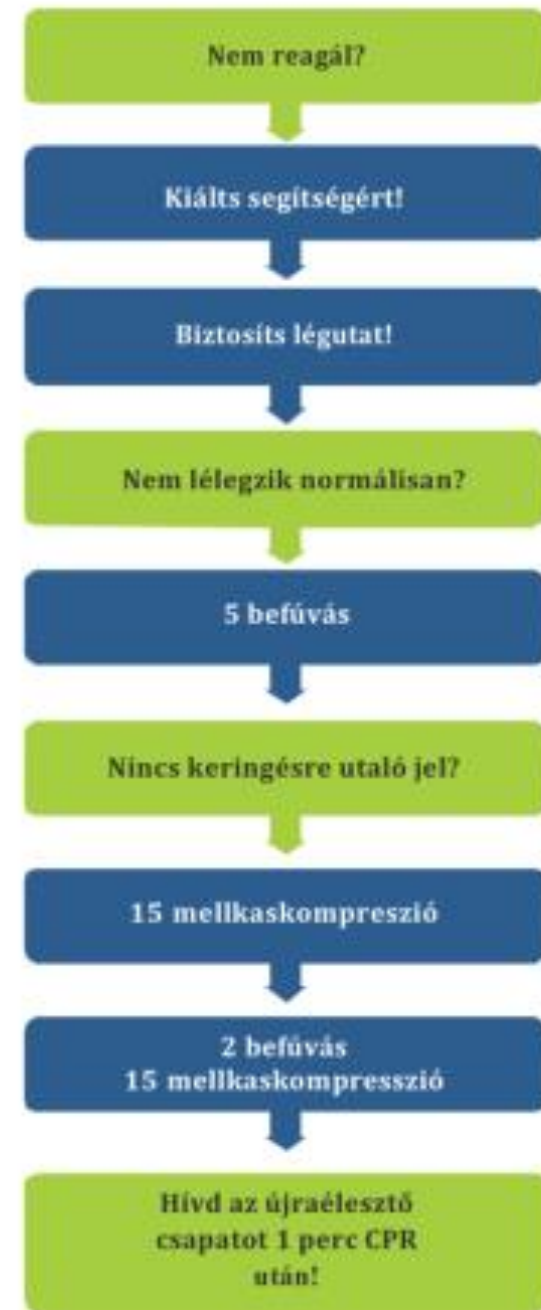 Nem reagál?
Kiálts segítségért!
Biztosíts légutat!
Nem lélegzik normálisan?
5 befúvás
Nincs keringésre utaló jel?
15 mellkaskompreszió
2 befúvás
15 mellkaskompresszió
Hívd az újraélesztő
csapatot 1 perc CPR
után!